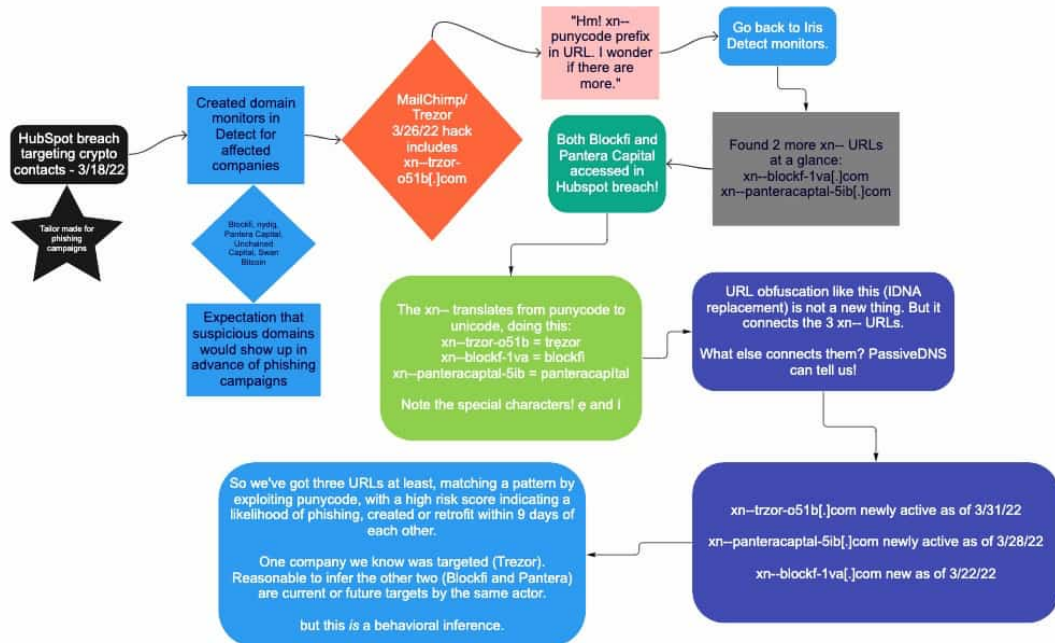 HubSpot breach
targeting crypto
contacts - 3/18/22
Tailor made for
phishing
campaigns
Created domain
monitors in
Detect for
affected
companies
Blockfi, nydig,
Pantera Capital,
Unchained
Capital, Swan
Bitcoin
Expectation that
suspicious domains
would show up in
advance of phishing
campaigns
MailChimp/
Trezor
3/26/22 hack
includes
xn--trzor-
o51b[.]com
"Hm! xn--
punycode prefix
in URL. I wonder
if there are
more."
Go back to Iris
Detect monitors.
Found 2 more xn-- URLs
at a glance:
xn--blockf-1va[.]com
xn--panteracaptal-5ib[.]com
Both Blockfi and
Pantera Capital
accessed in
Hubspot breach!
The xn-- translates from punycode to
unicode, doing this:
xn--trzor-o51b = trẹzor
xn--blockf-1va = blockfì
xn--panteracaptal-5ib = panteracapítal
Note the special characters! ẹ and í
URL obfuscation like this (IDNA
replacement) is not a new thing. But it
connects the 3 xn-- URLs.
What else connects them? PassiveDNS
can tell us!
xn--trzor-o51b[.]com newly active as of 3/31/22
xn--panteracaptal-5ib[.]com newly active as of 3/28/22
xn--blockf-1va[.]com new as of 3/22/22
So we've got three URLs at least, matching a pattern by
exploiting punycode, with a high risk score indicating a
likelihood of phishing, created or retrofit within 9 days of
each other.
One company we know was targeted (Trezor).
Reasonable to infer the other two (Blockfi and Pantera)
are current or future targets by the same actor.
but this is a behavioral inference.